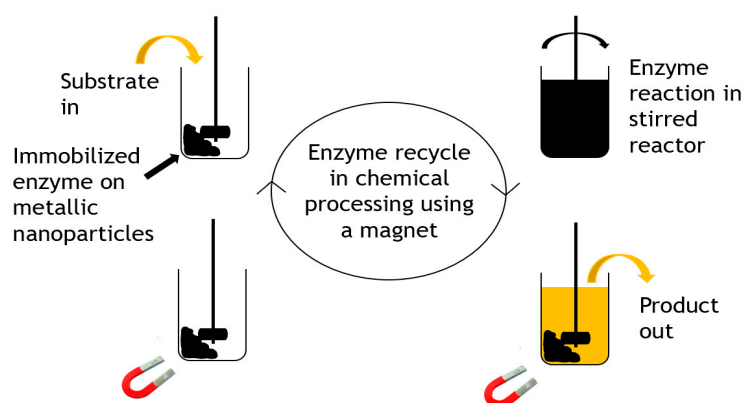 Substrate
in
Immobilized
enzyme on
metallic
nanoparticles
Enzyme recycle
in chemical
processing using
a magnet
Enzyme
reaction in
stirred
reactor
Product
out